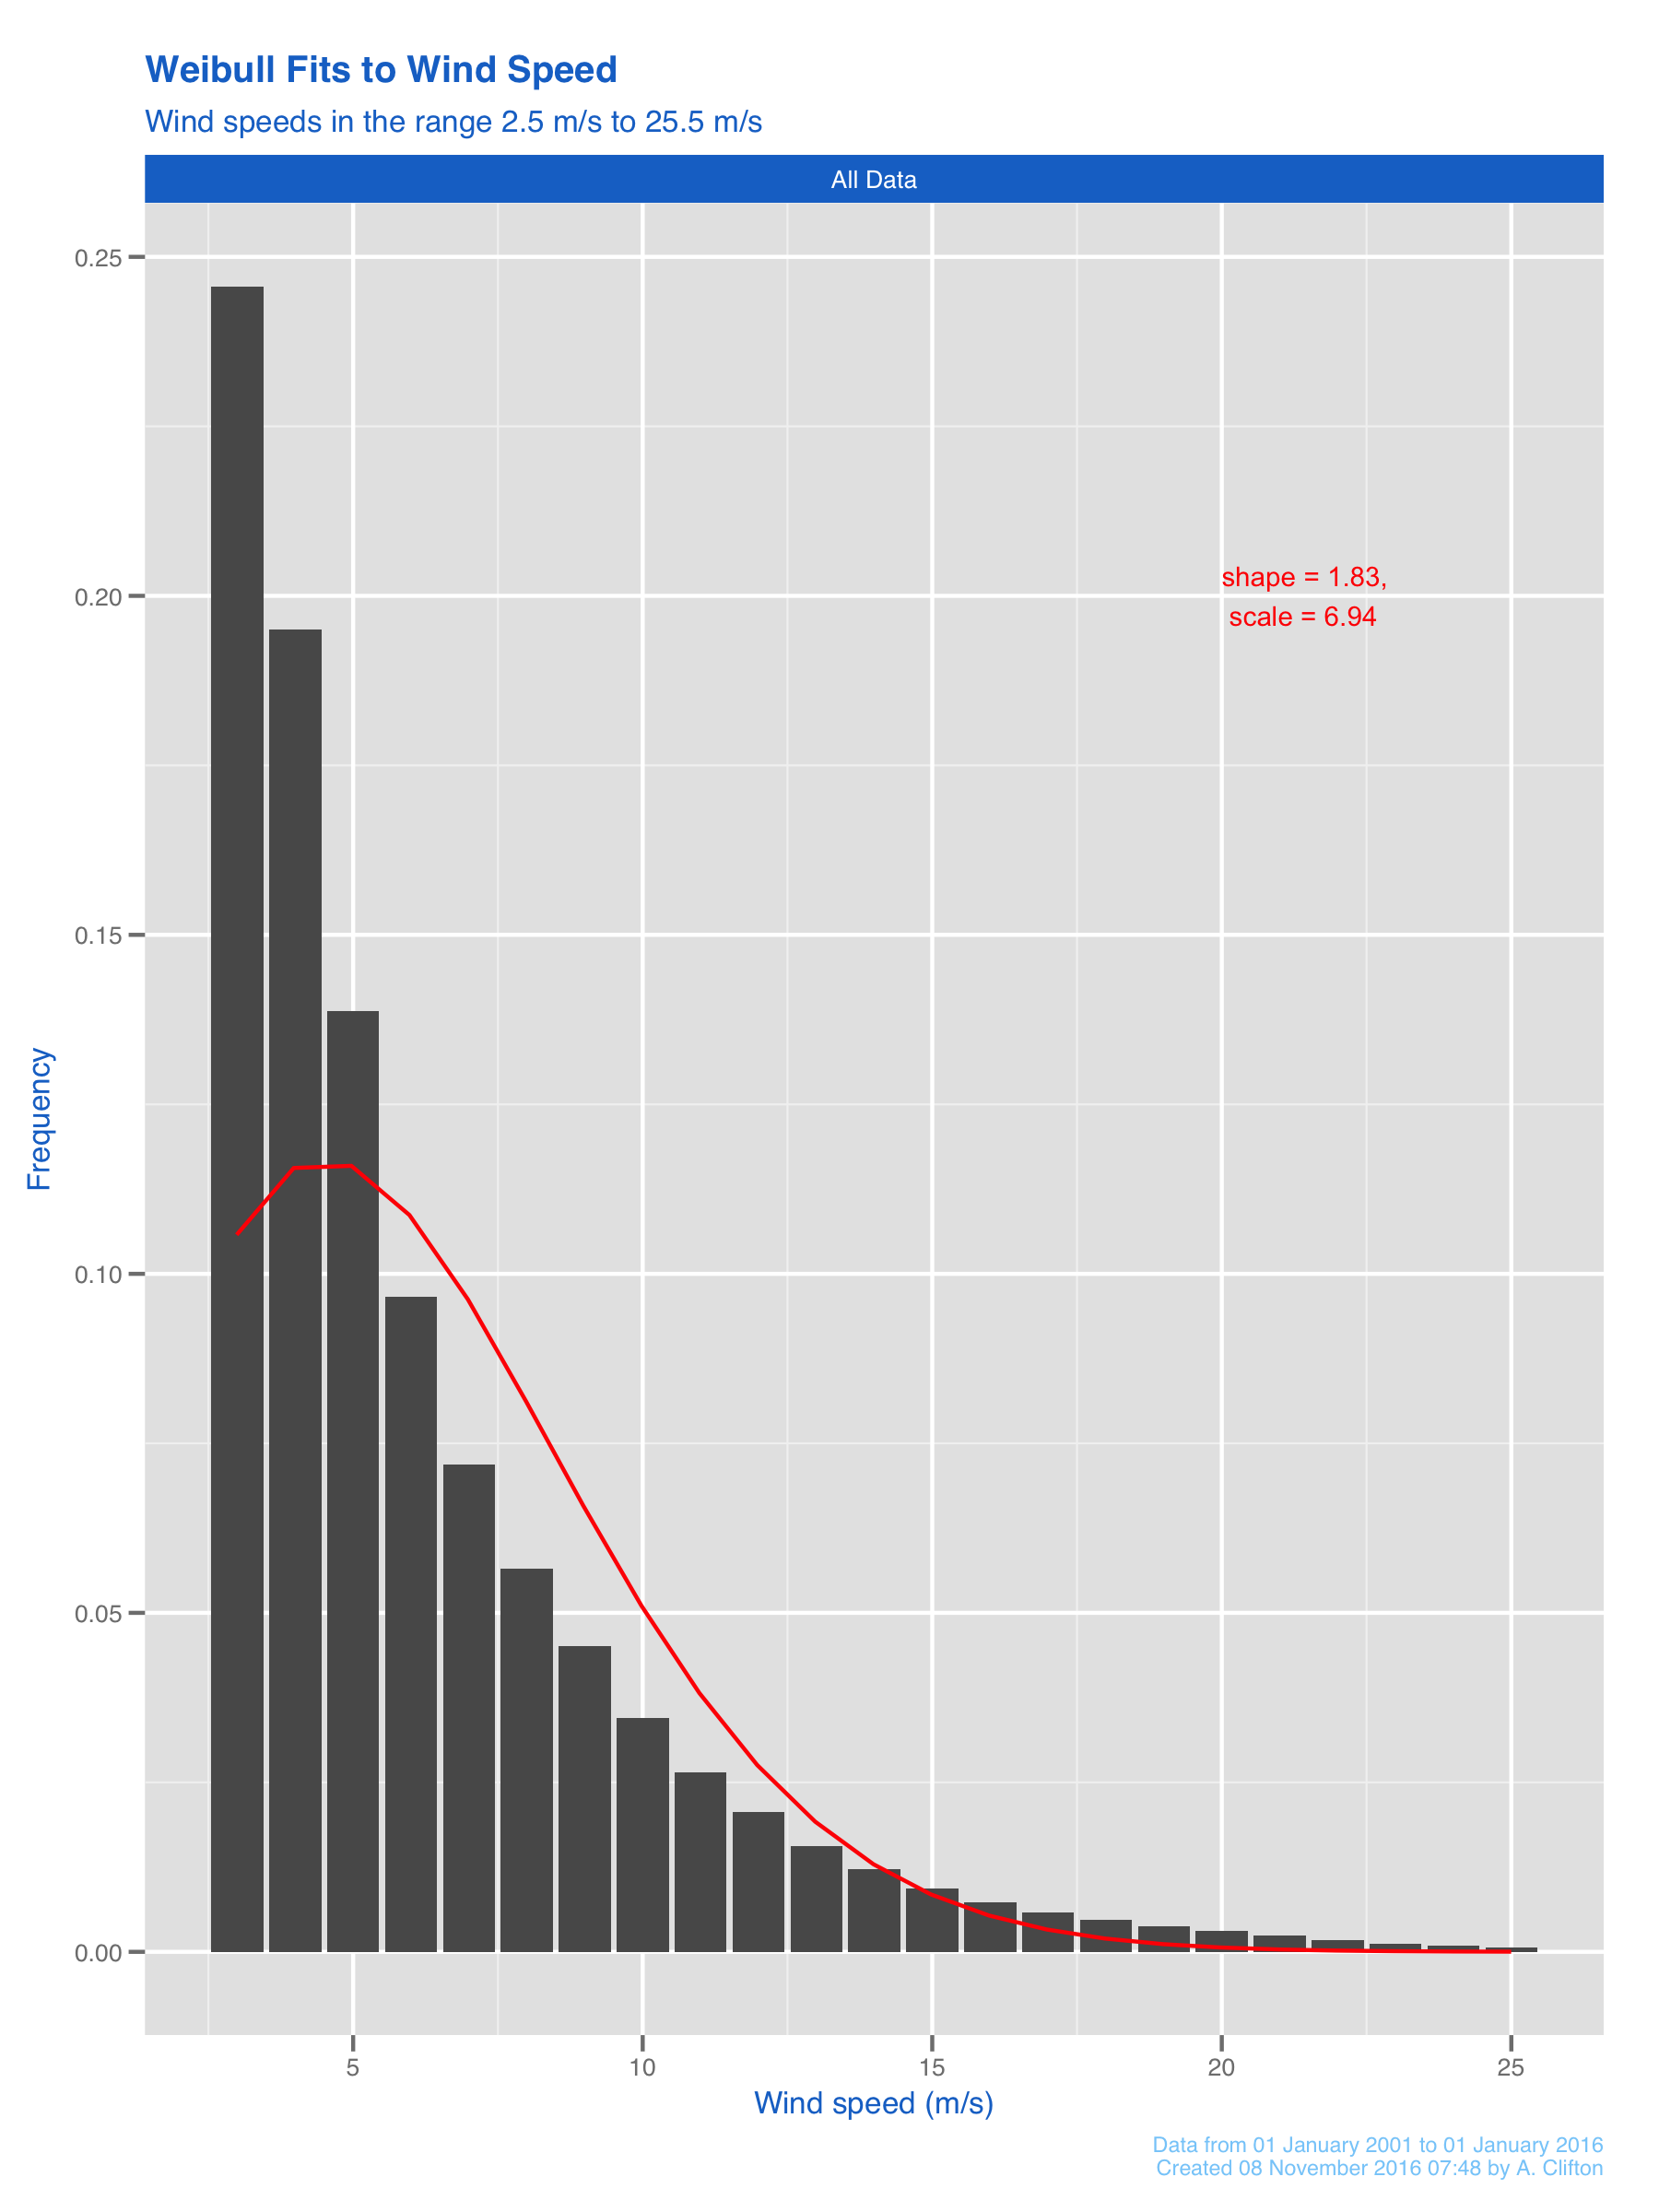 Weibull Fits to Wind Speed
Wind speeds in the range 2.5 m/s to 25.5 m/s
All Data
0.25
0.20
0.15
0.10
0.05
0.00
shape = 1.83,
scale = 6.94
Frequency
5 10 15 20 25
Wind speed (m/s)
Data from 01 January 2001 to 01 January 2016
Created 08 November 2016 07:48 by A. Clifton